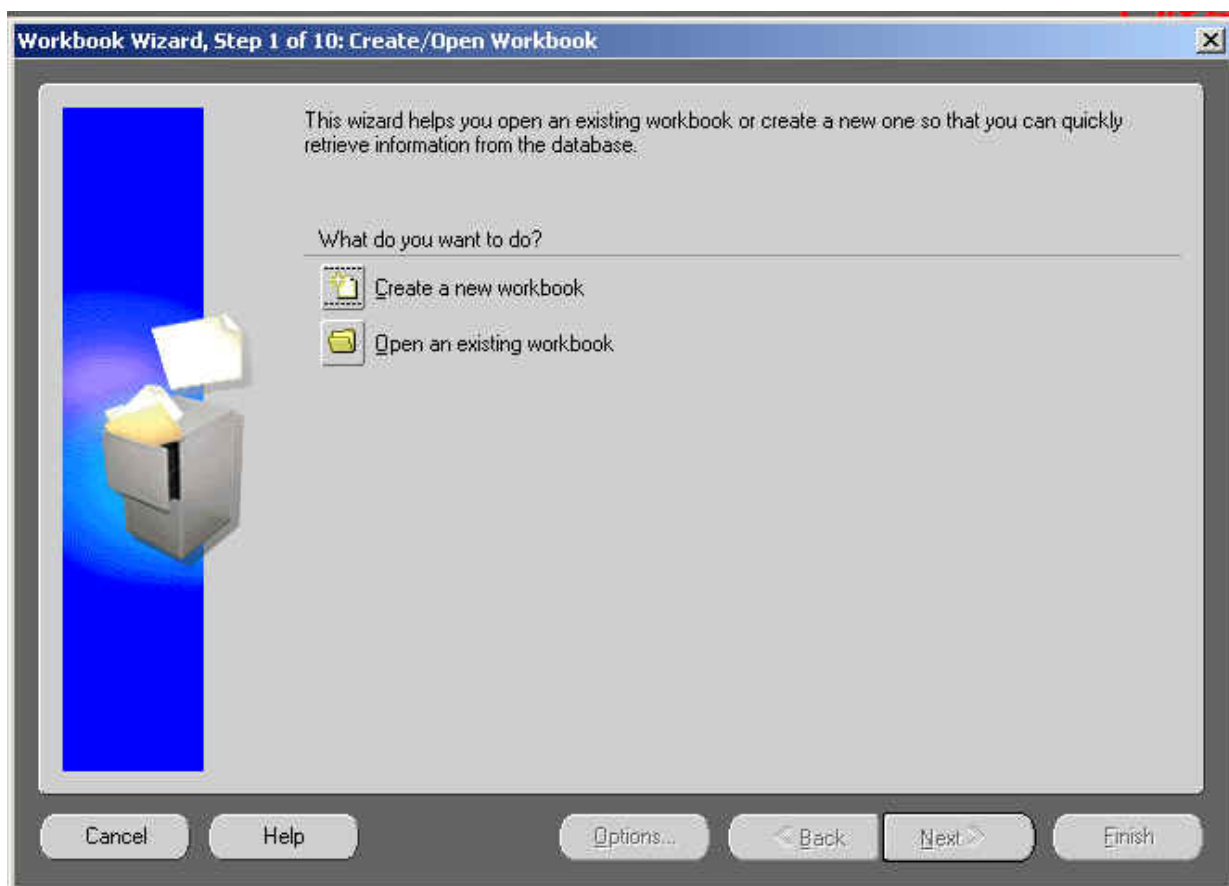 Workbook Wizard, Step 1 of 10: Create/Open Workbook
This wizard helps you open an existing workbook or create a new one so that you can quickly
retrieve information from the database.
What do you want to do?
Create a new workbook
Open an existing workbook
Cancel
Help
Options...
< Back
Next >
Finish